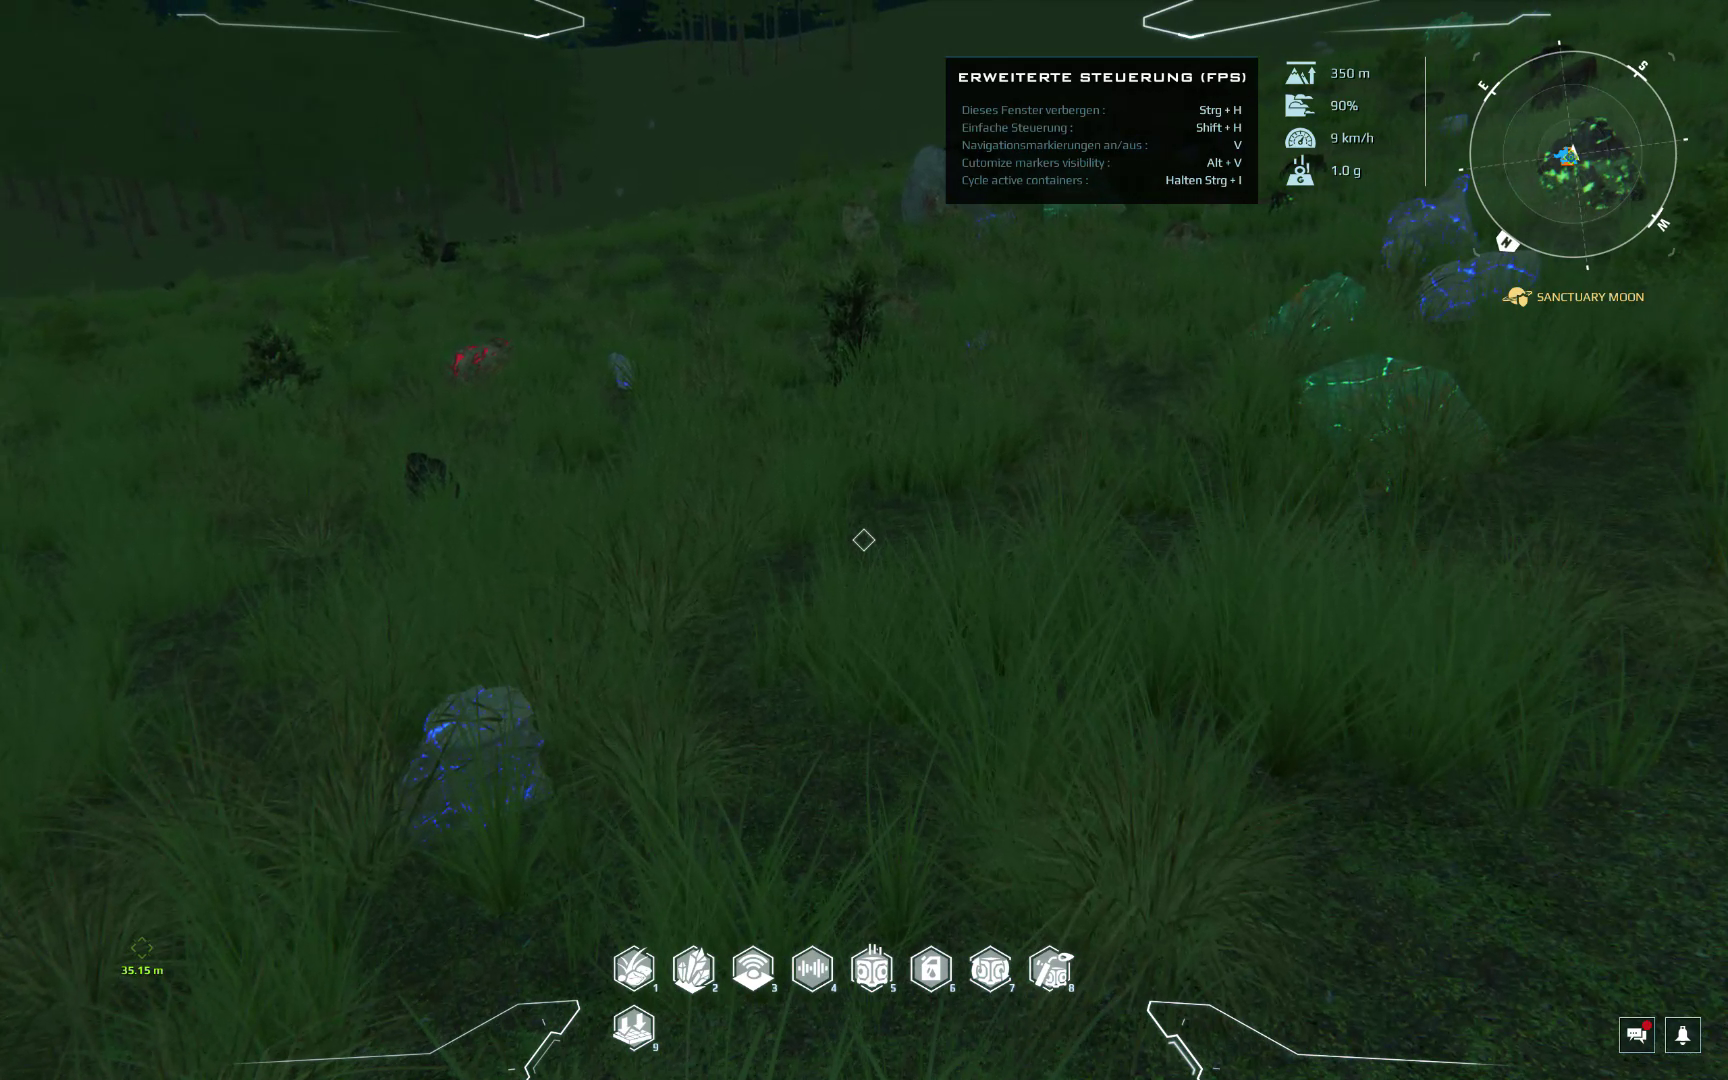 ERWEITERTE STEUERUNG (FPS)
Dieses Fenster verbergen : Strg + H
Einfache Steuerung : Shift + H
Navigationsmarkierungen an/aus : V
Cutomize markers visibility : Alt + V
Cycle active containers : Halten Strg + I
350 m
90%
9 km/h
G 1.0 g
E
S
W
N
SANCTUARY MOON
35.15 m
1 2 3 4 5 6 7 8
9